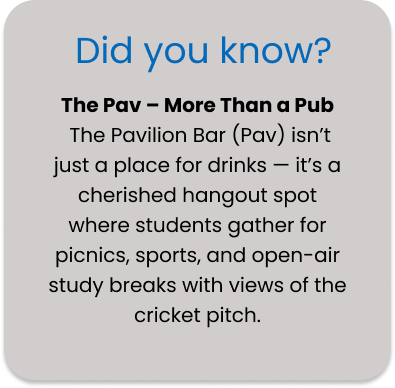 Did you know?
The Pav – More Than a Pub
The Pavilion Bar (Pav) isn’t
just a place for drinks — it’s a
cherished hangout spot
where students gather for
picnics, sports, and open-air
study breaks with views of the
cricket pitch.